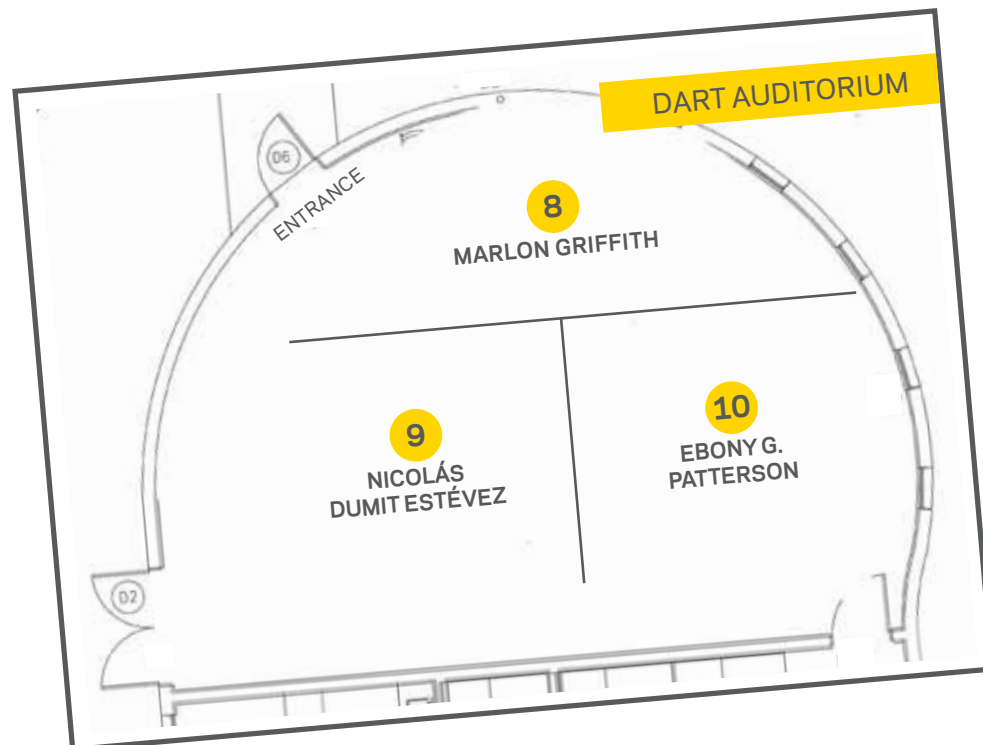 DART AUDITORIUM
D6
ENTRANCE
8
MARLON GRIFFITH
9
NICOLÁS
DUMIT ESTÉVEZ
10
EBONY G.
PATTERSON
D2